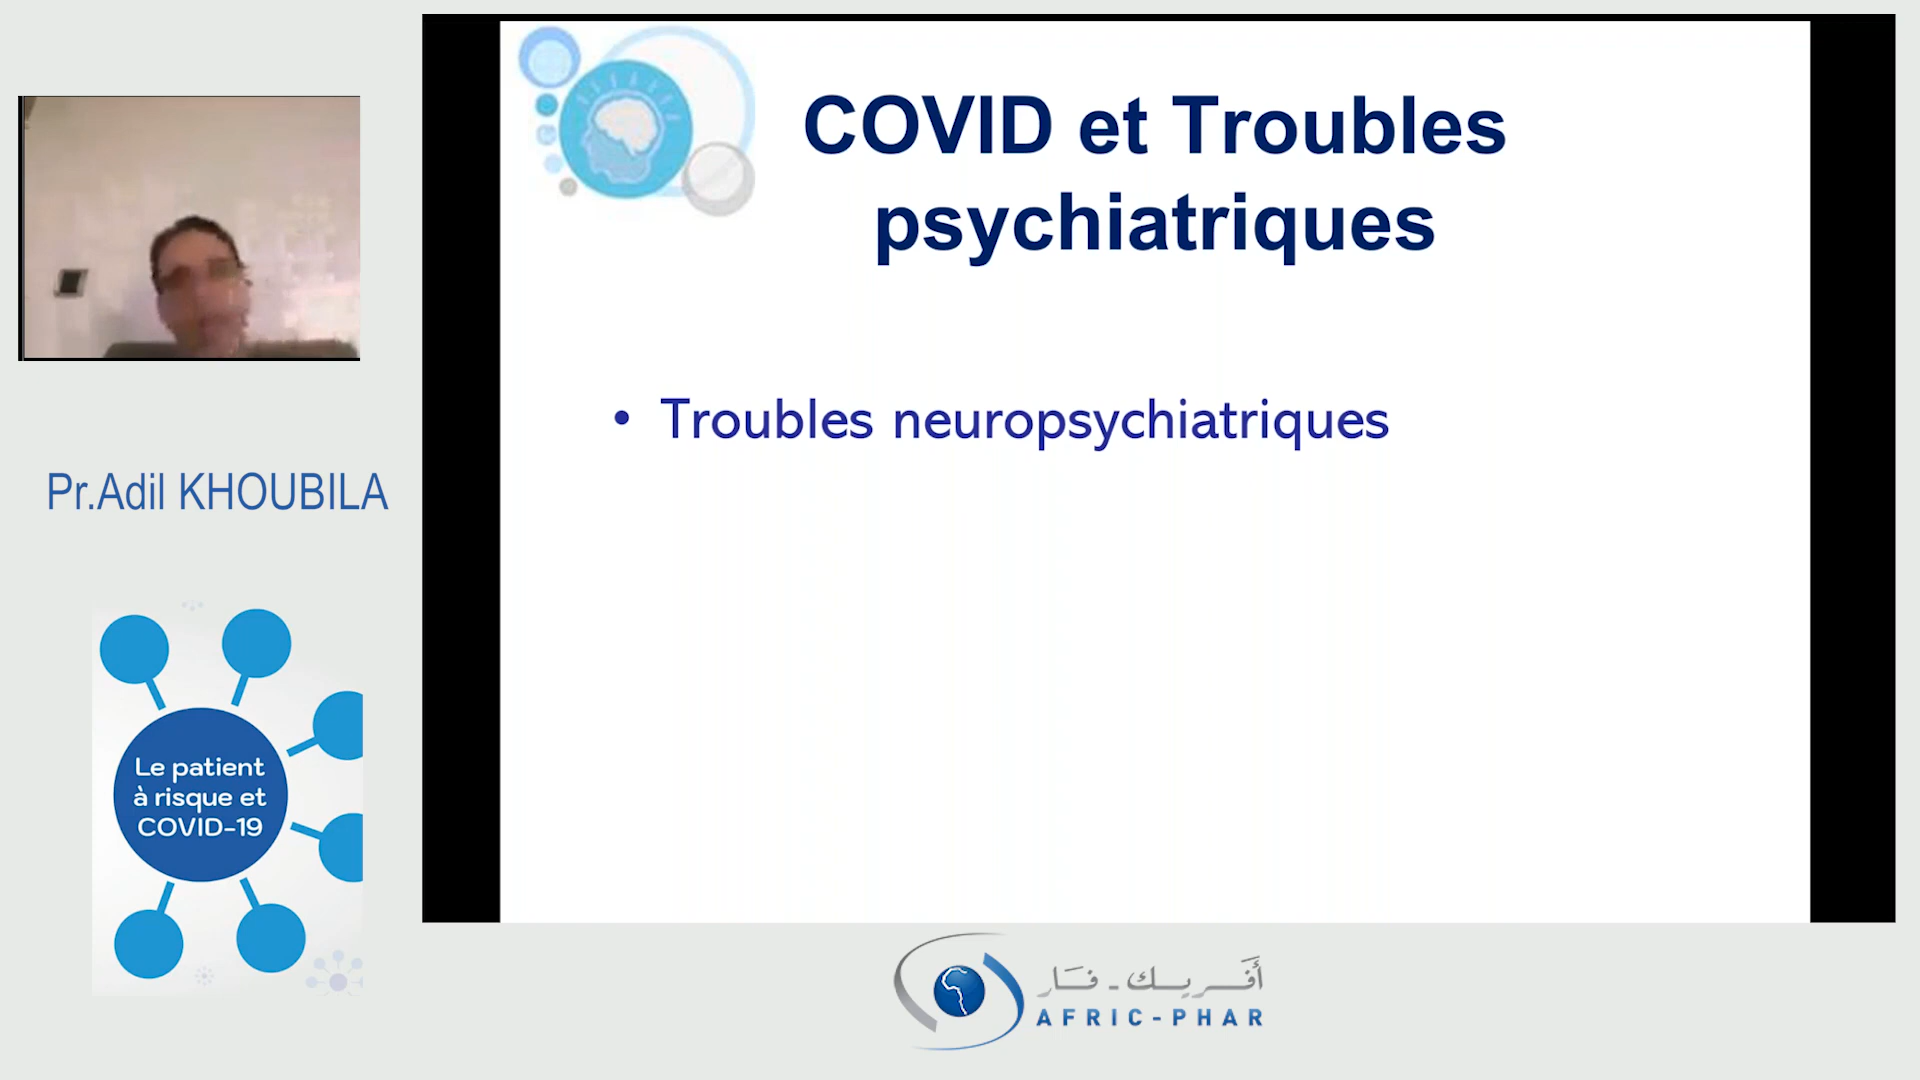 COVID et Troubles
psychiatriques
• Troubles neuropsychiatriques
Pr.Adil KHOUBILA
Le patient
à risque et
COVID-19
أفريك - فار
AFRIC-PHAR